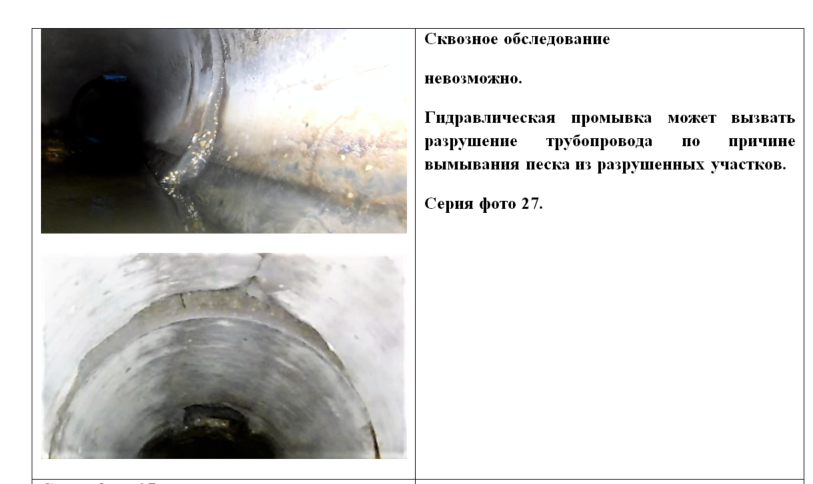 Сквозное обследование
невозможно.
Гидравлическая промывка может вызвать
разрушение трубопровода по причине
вымывания песка из разрушенных участков.
Серия фото 27.